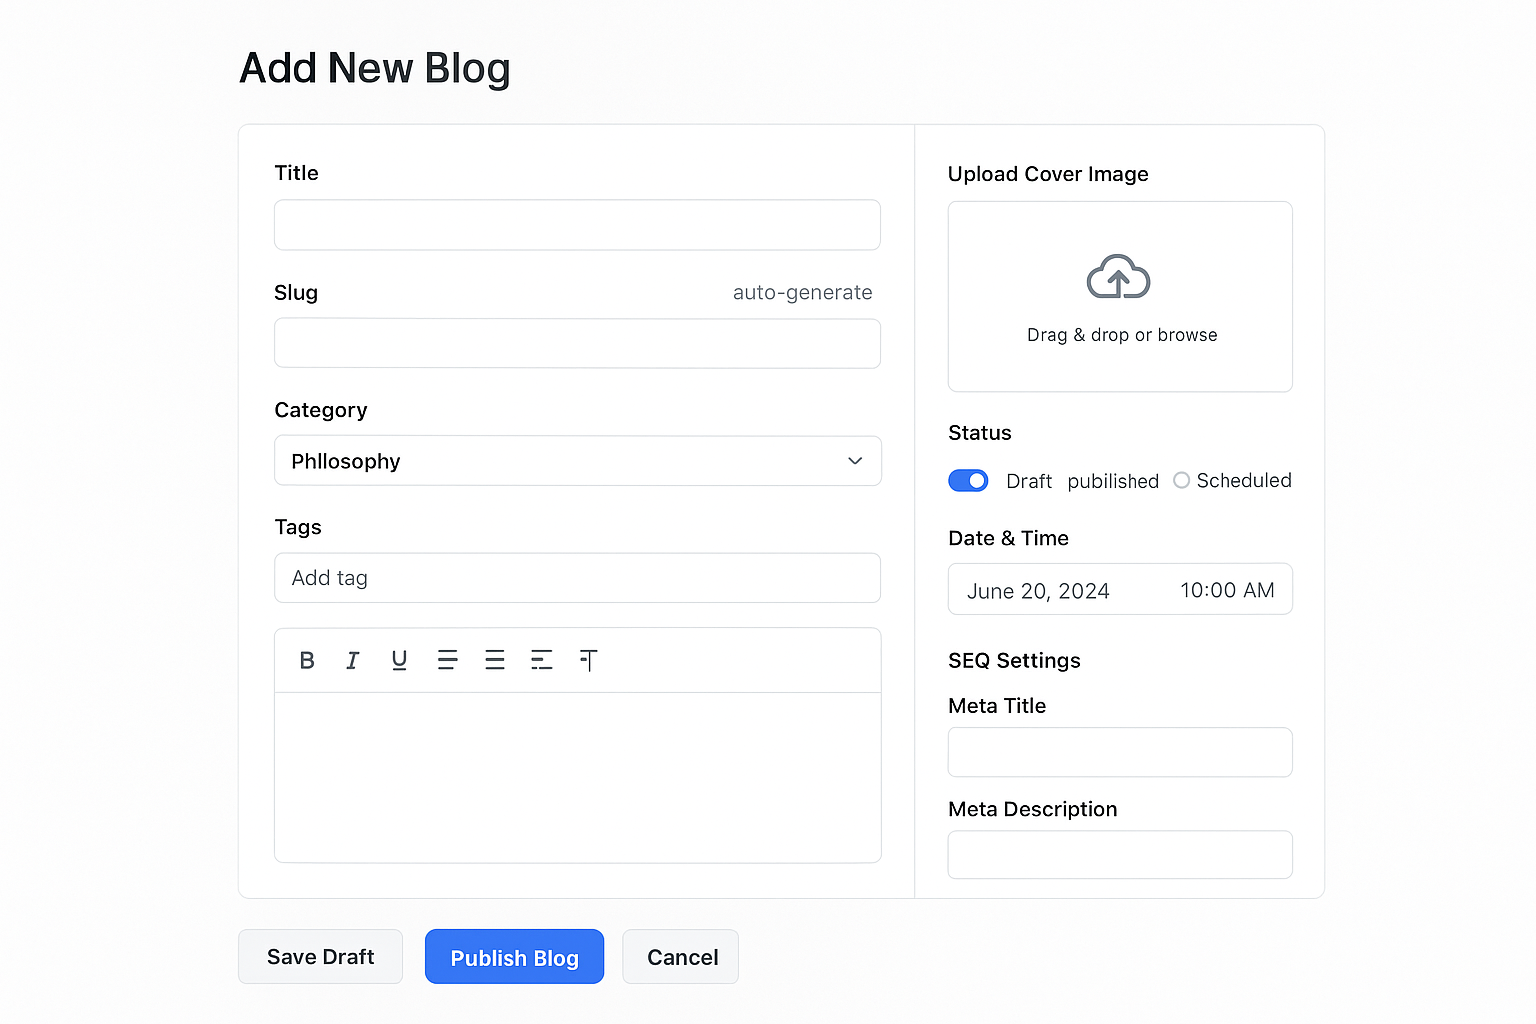 Add New Blog
Title
Slug auto-generate
Category
Phllosophy
Tags
Add tag
B I U
Upload Cover Image
Drag & drop or browse
Status
Draft pubilished Scheduled
Date & Time
June 20, 2024 10:00 AM
SEQ Settings
Meta Title
Meta Description
Save Draft Publish Blog Cancel